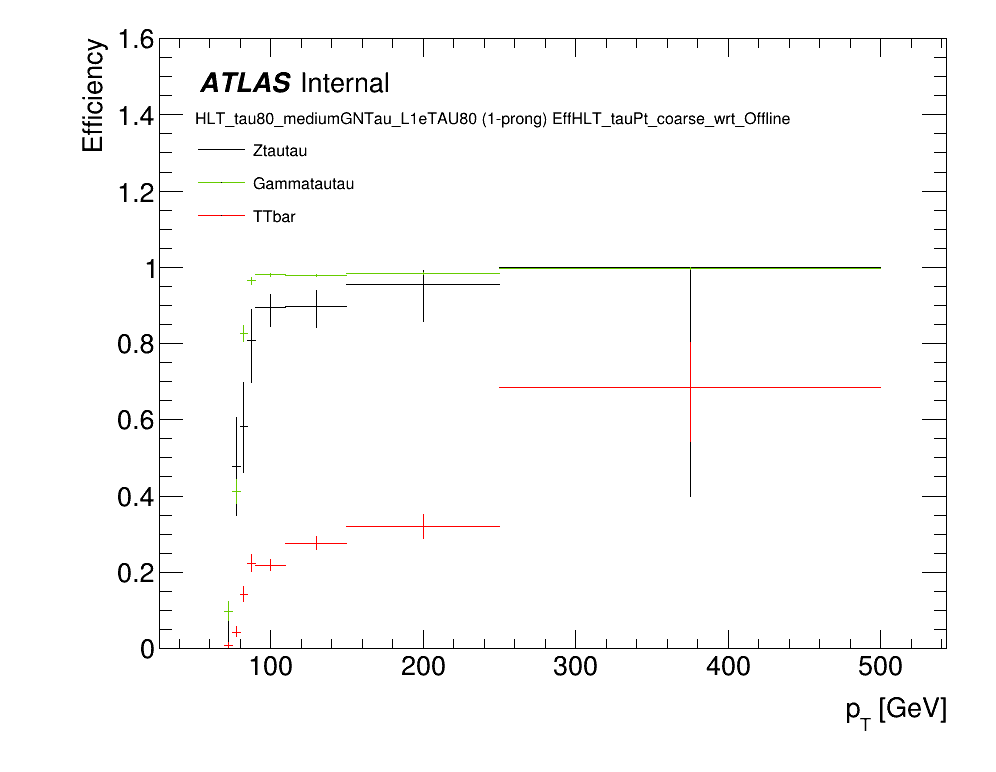 ATLAS Internal
HLT_tau80_mediumGNTau_L1eTAU80 (1-prong) EffHLT_tauPt_coarse_wrt_Offline
Ztautau
Gammatautau
TTbar
Efficiency
1.6
1.4
1.2
1
0.8
0.6
0.4
0.2
0
100 200 300 400 500
p_T [GeV]